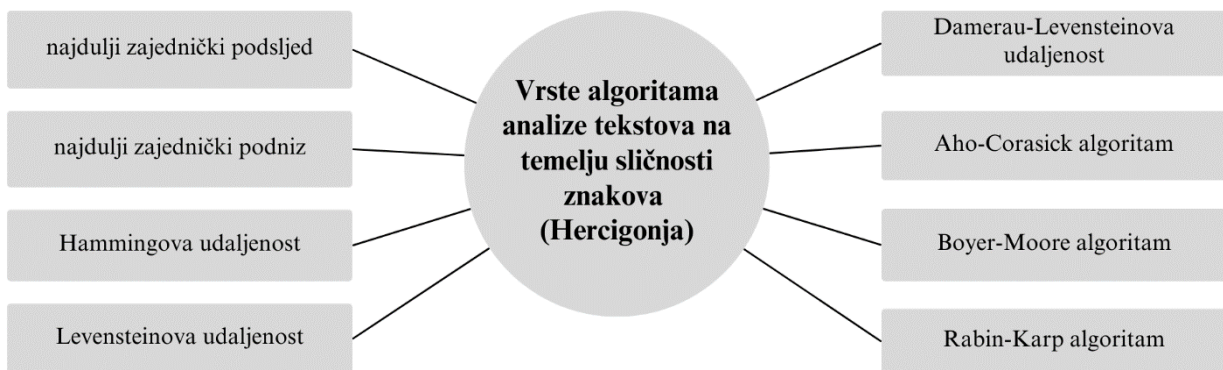 najdulji zajednički podsljed
najdulji zajednički podniz
Hammingova udaljenost
Levensteinova udaljenost
Vrste algoritama
analize tekstova na
temelju sličnosti
znakova
(Hercigonja)
Damerau-Levensteinova
udaljenost
Aho-Corasick algoritam
Boyer-Moore algoritam
Rabin-Karp algoritam